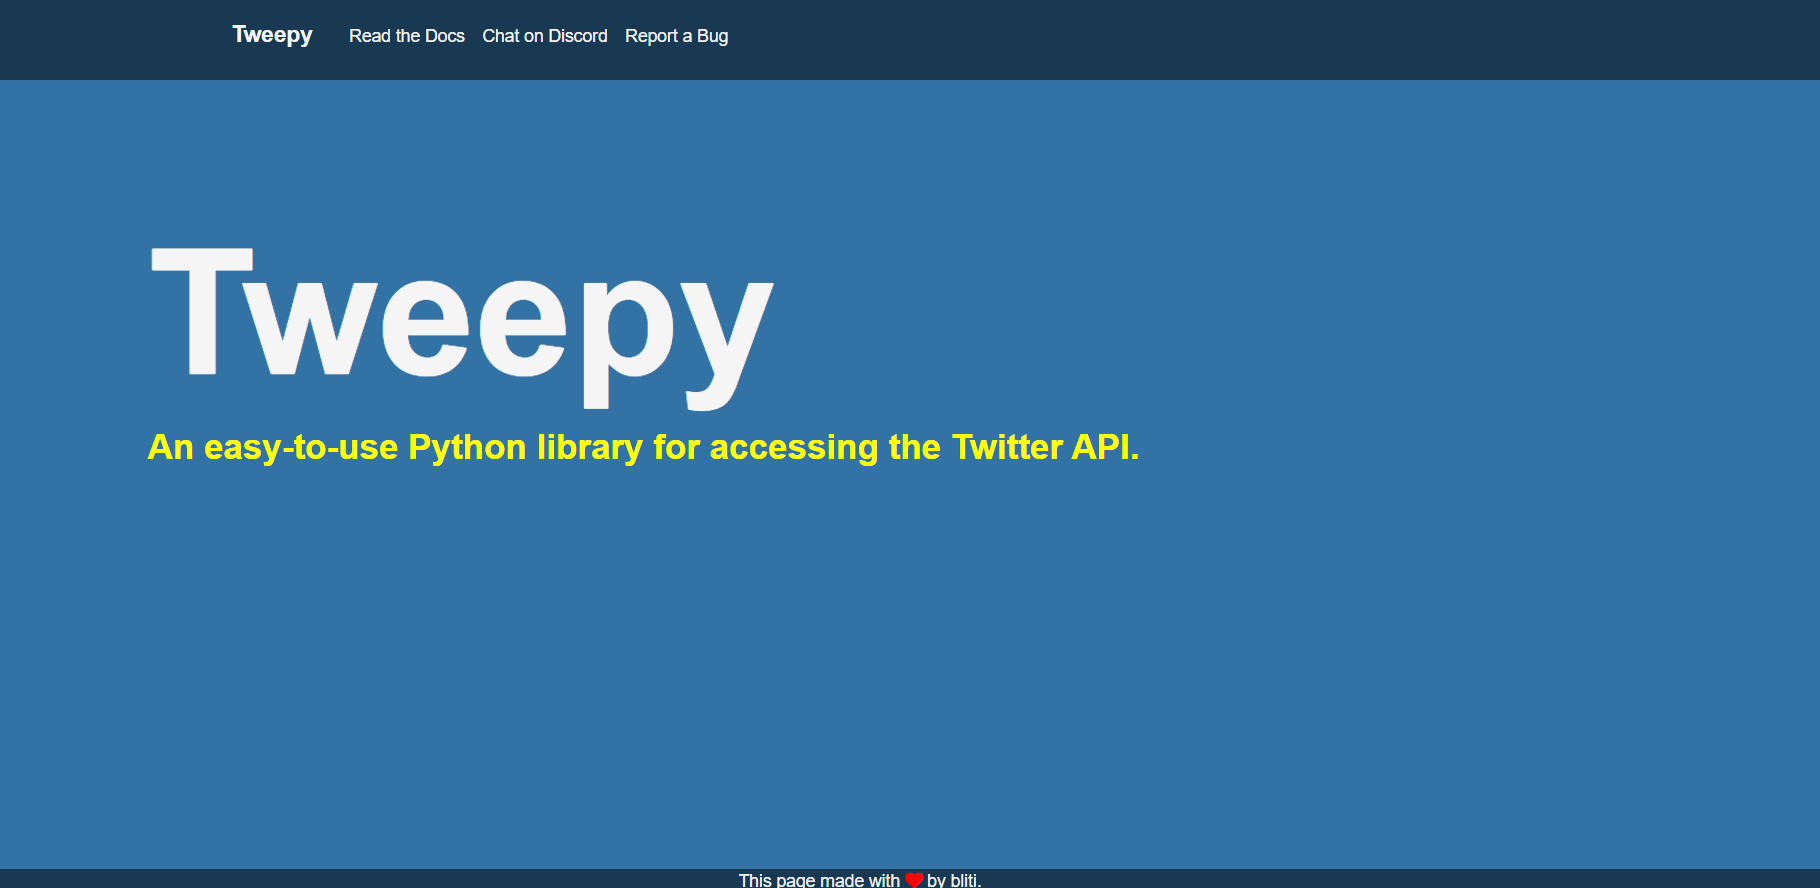 Tweepy Read the Docs Chat on Discord Report a Bug
Tweepy
An easy-to-use Python library for accessing the Twitter API.
This page made with ❤ by bliti.